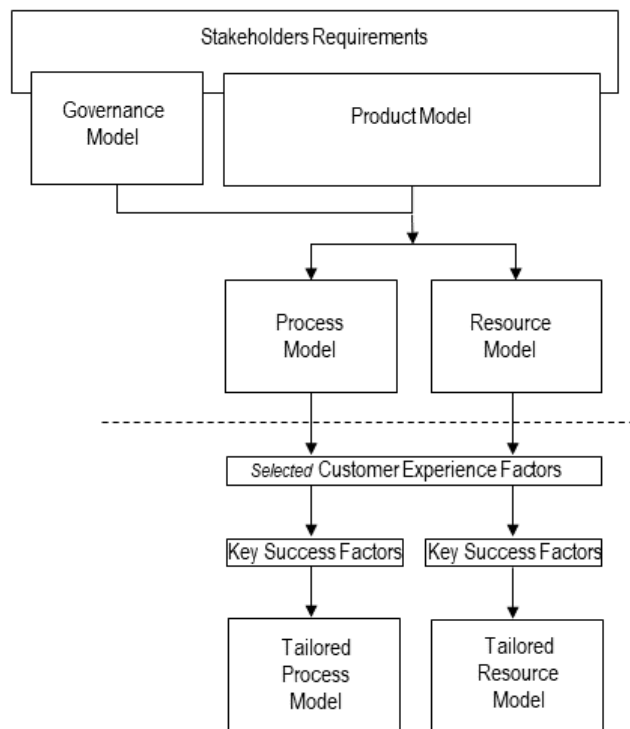 Stakeholders Requirements
Governance
Model
Product Model
Process
Model
Resource
Model
Selected Customer Experience Factors
Key Success Factors
Key Success Factors
Tailored
Process
Model
Tailored
Resource
Model